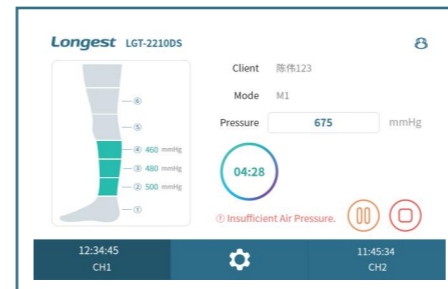 Longest LGT-2210DS
Client 陈伟123
Mode M1
Pressure 675 mmHg
⑥
⑤
④ 460 mmHg
③ 480 mmHg
② 500 mmHg
①
04:28
① Insufficient Air Pressure.
12:34:45
CH1
11:45:34
CH2